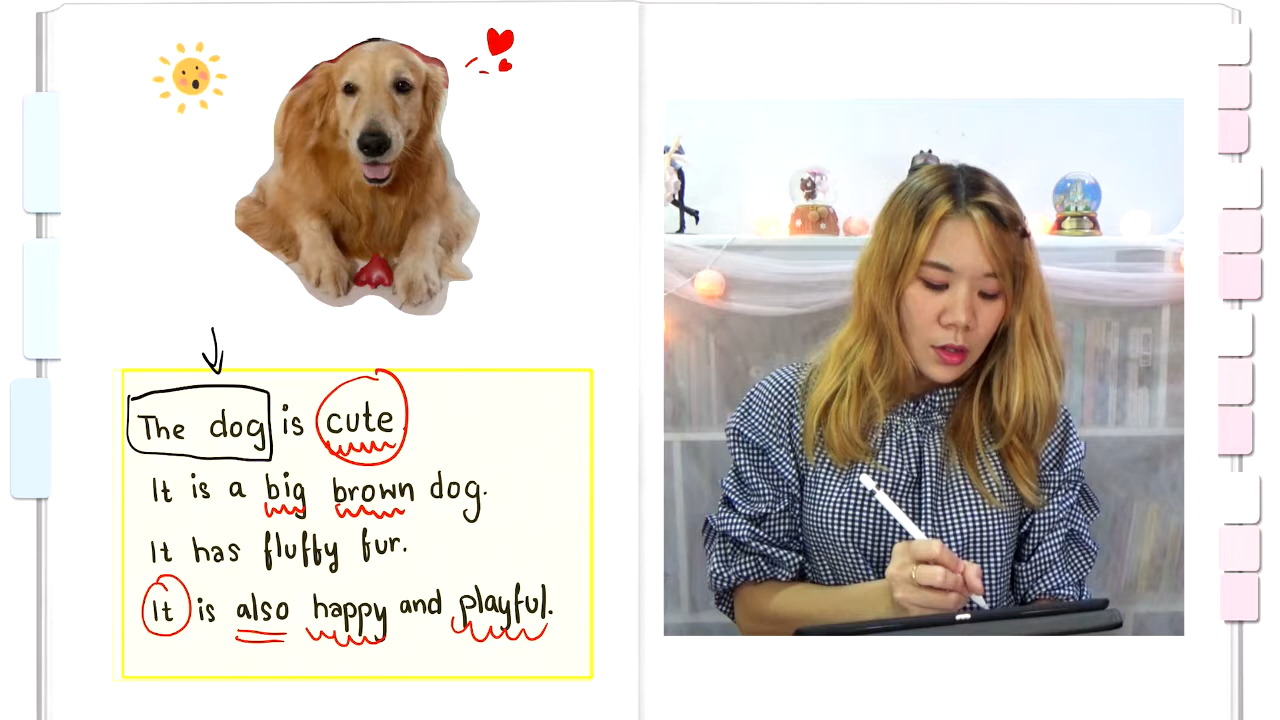 The dog is cute.
It is a big brown dog.
It has fluffy fur.
It is also happy and playful.